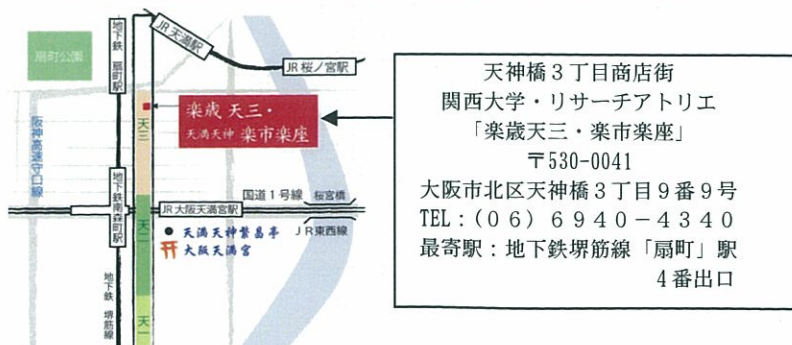 扇町公園
地下鉄 扇町駅
JR 天満駅
JR 桜ノ宮駅
阪神高速守口線
天三
楽歳 天三・
天満天神 楽市楽座
地下鉄南森町駅
JR 大阪天満宮駅
国道1号線
桜宮橋
JR東西線
天二
天満天神繁昌亭
大阪天満宮
地下鉄 堺筋線
天一
天神橋3丁目商店街
関西大学・リサーチアトリエ
「楽歳天三・楽市楽座」
〒530-0041
大阪市北区天神橋3丁目9番9号
TEL:(06)6940-4340
最寄駅:地下鉄堺筋線「扇町」駅
4番出口